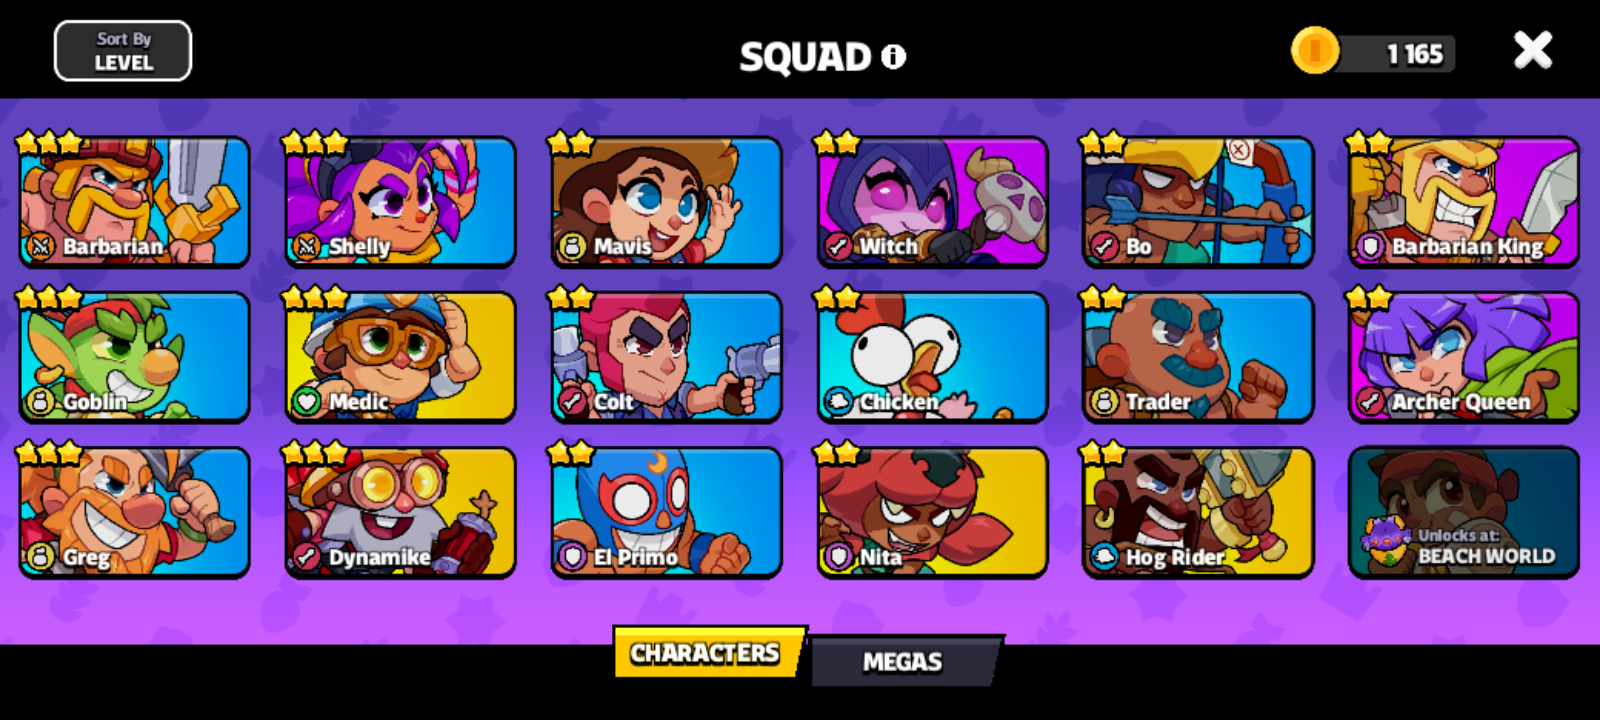 Sort By
LEVEL
SQUAD
1 165
Barbarian
Shelly
Mavis
Witch
Bo
Barbarian King
Goblin
Medic
Colt
Chicken
Trader
Archer Queen
Greg
Dynamike
El Primo
Nita
Hog Rider
Unlocks at:
BEACH WORLD
CHARACTERS
MEGAS